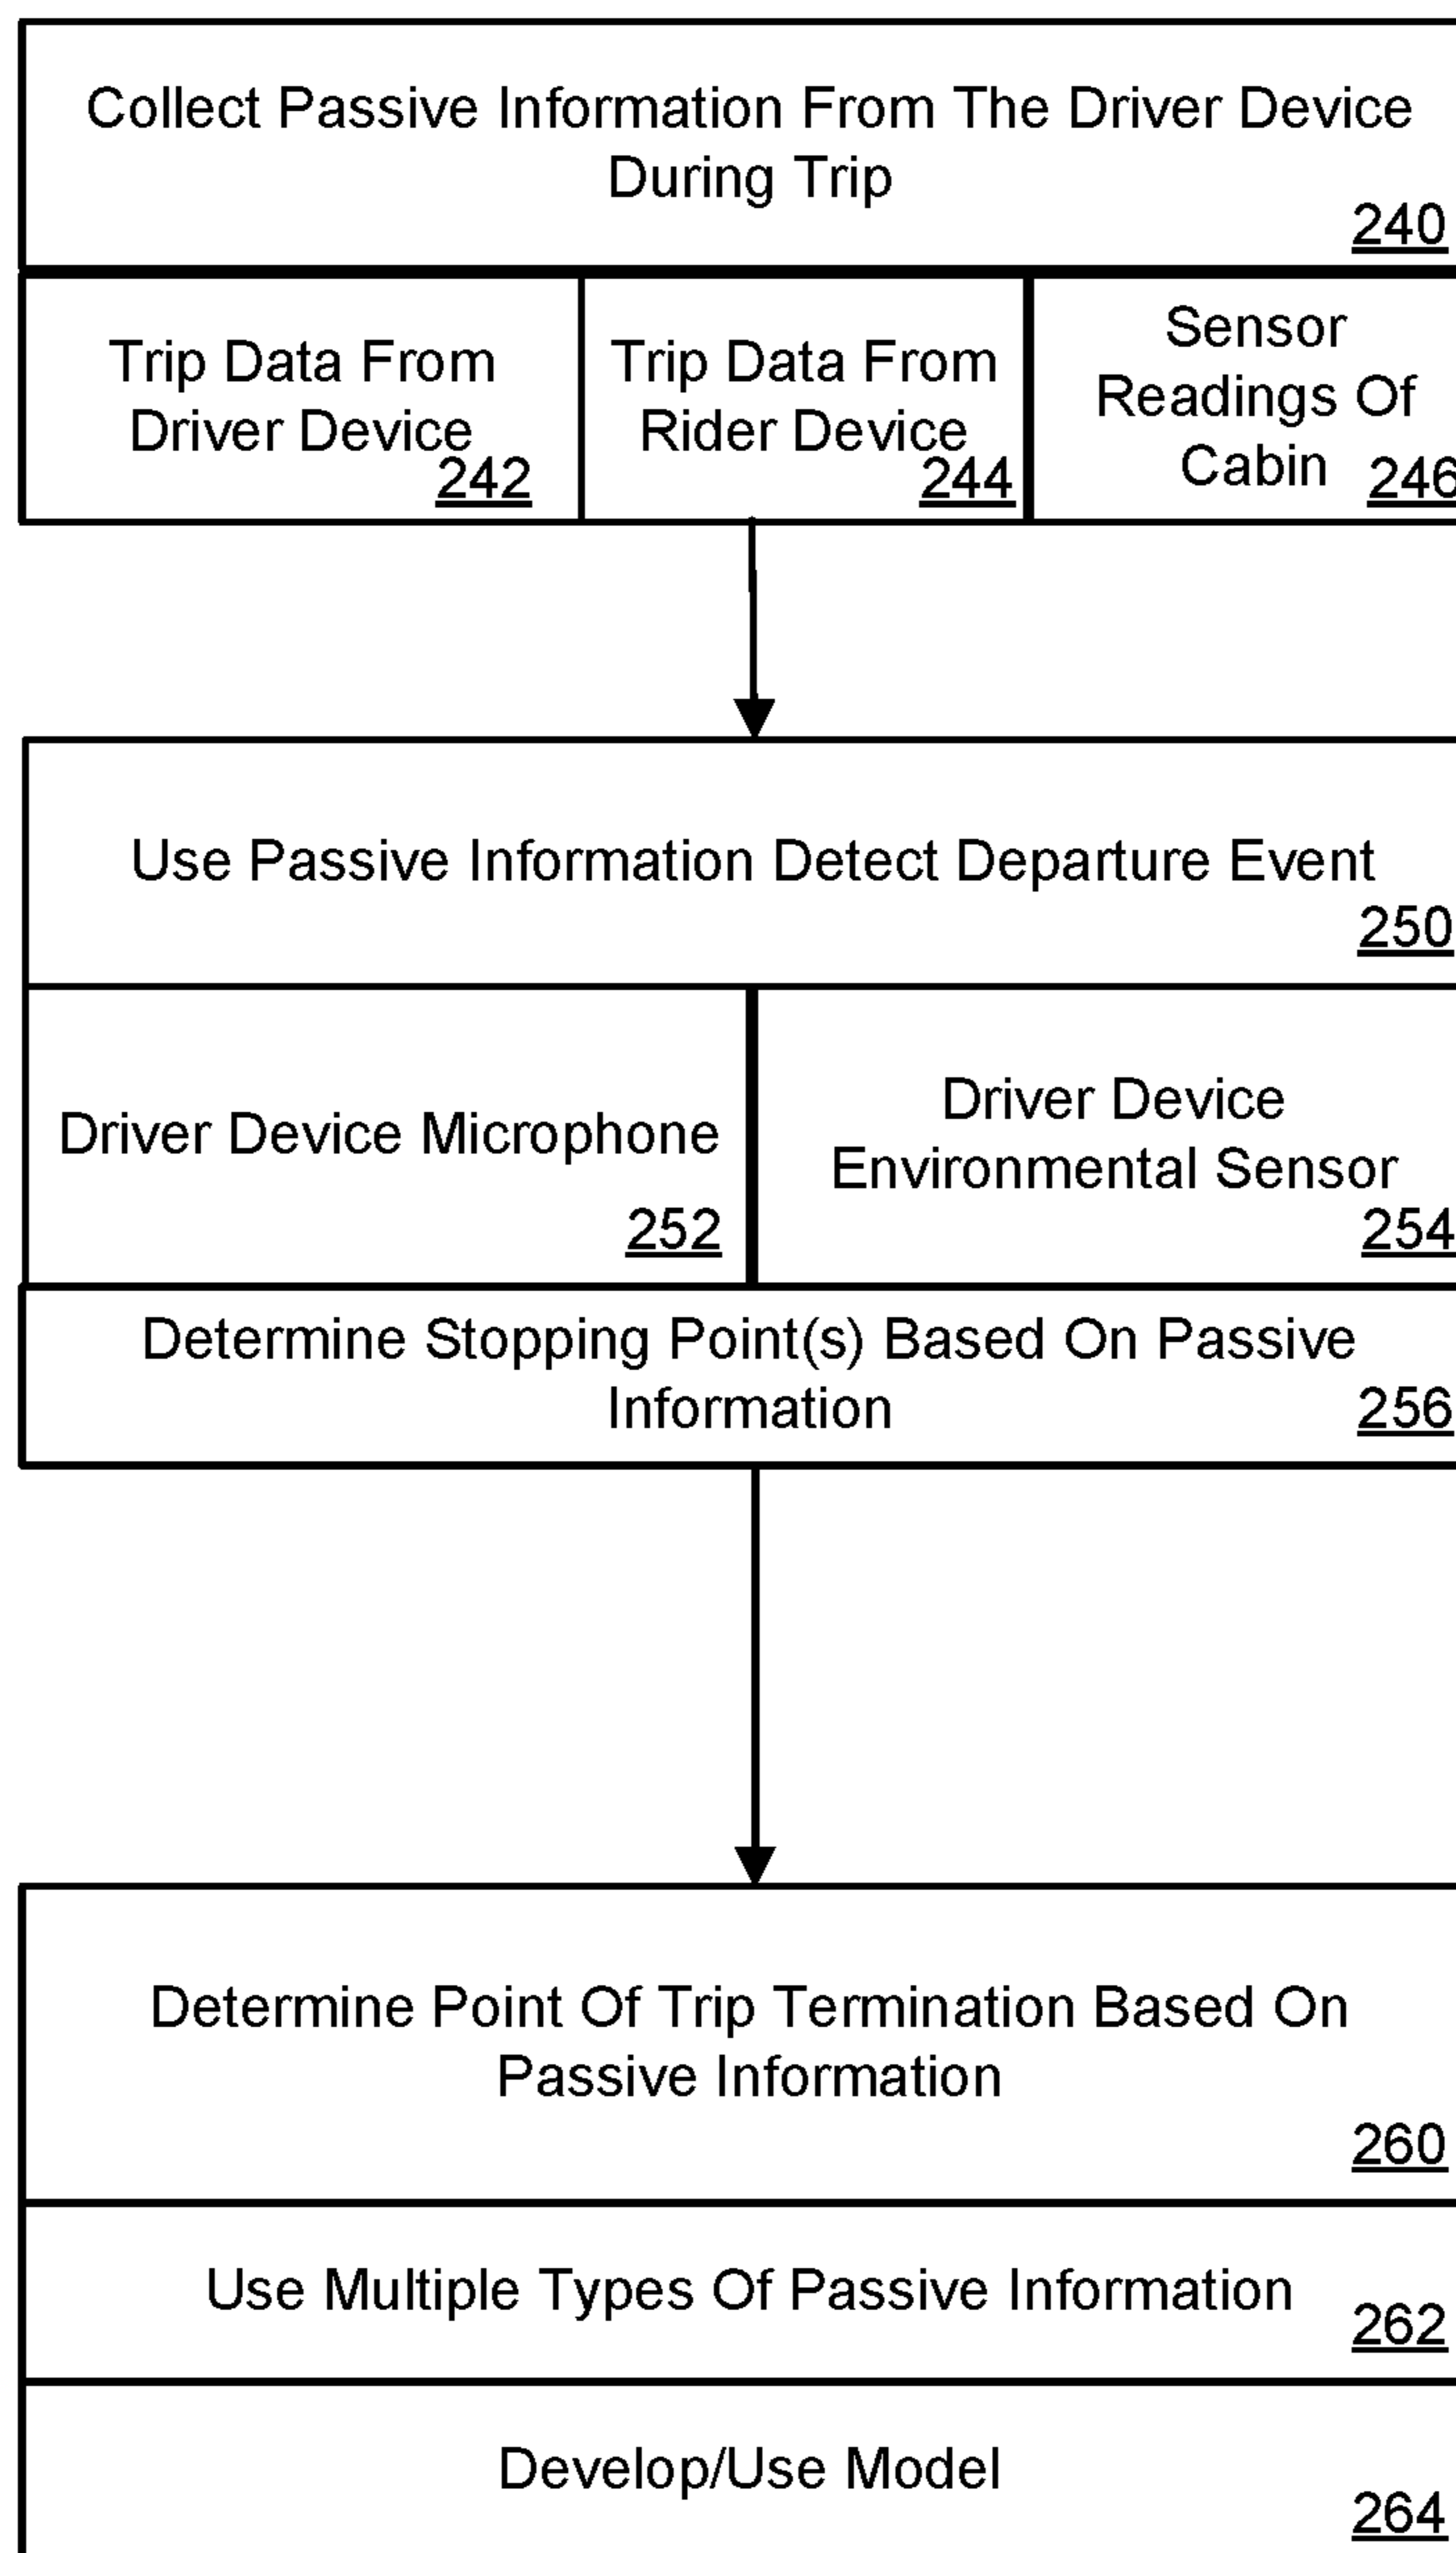 Collect Passive Information From The Driver Device
During Trip
240
Trip Data From
Driver Device
242
Trip Data From
Rider Device
244
Sensor
Readings Of
Cabin
246
Use Passive Information Detect Departure Event
250
Driver Device Microphone
252
Driver Device
Environmental Sensor
254
Determine Stopping Point(s) Based On Passive
Information
256
Determine Point Of Trip Termination Based On
Passive Information
260
Use Multiple Types Of Passive Information
262
Develop/Use Model
264